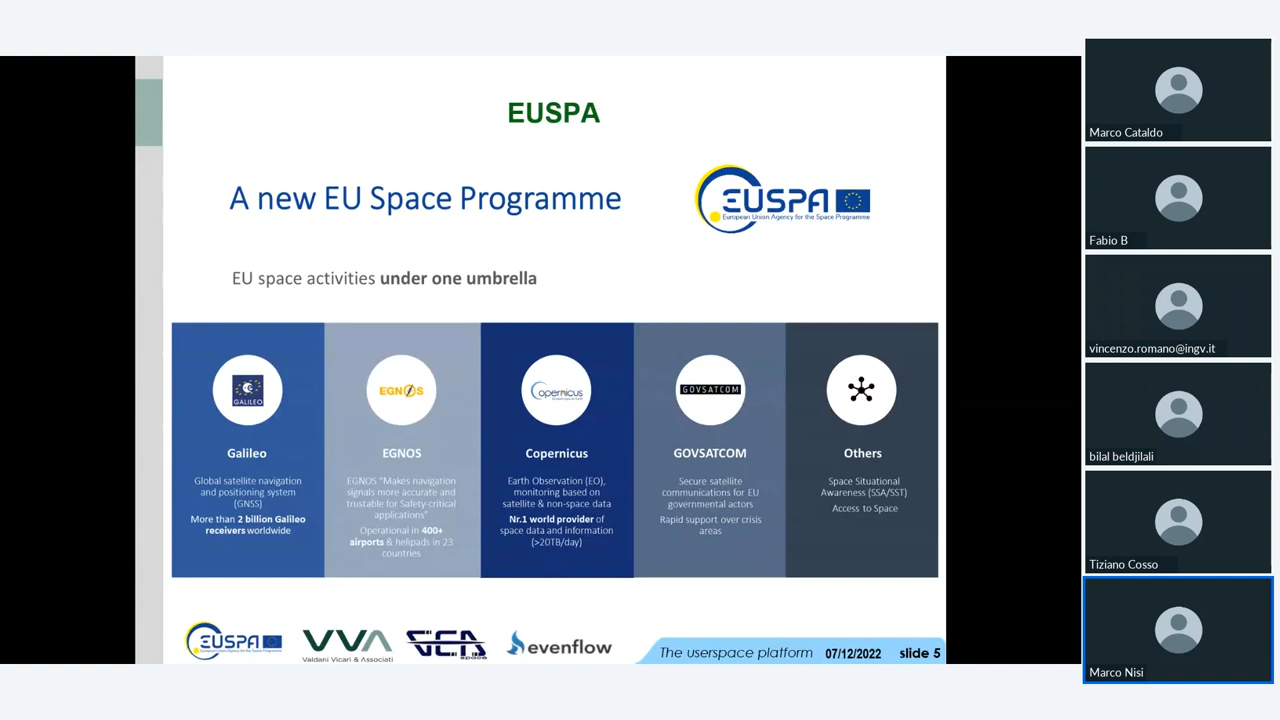 EUSPA
A new EU Space Programme
EUSPA
European Union Agency for the Space Programme
EU space activities under one umbrella
GALILEO
Galileo
Global satellite navigation
and positioning system
(GNSS)
More than 2 billion Galileo
receivers worldwide
EGNOS
EGNOS
EGNOS "Makes navigation
signals more accurate and
trustable for Safety-critical
applications"
Operational in 400+
airports & helipads in 23
countries
opernicus
Copernicus
Earth Observation (EO),
monitoring based on
satellite & non-space data
Nr.1 world provider of
space data and information
(>20TB/day)
GOVSATCOM
GOVSATCOM
Secure satellite
communications for EU
governmental actors
Rapid support over crisis
areas
Others
Space Situational
Awareness (SSA/SST)
Access to Space
EUSPA
VVA
Valdani Vicari & Associati
space
evenflow
The userspace platform 07/12/2022 slide 5
Marco Cataldo
Fabio B
vincenzo.romano@ingv.it
bilal beldjilali
Tiziano Cosso
Marco Nisi